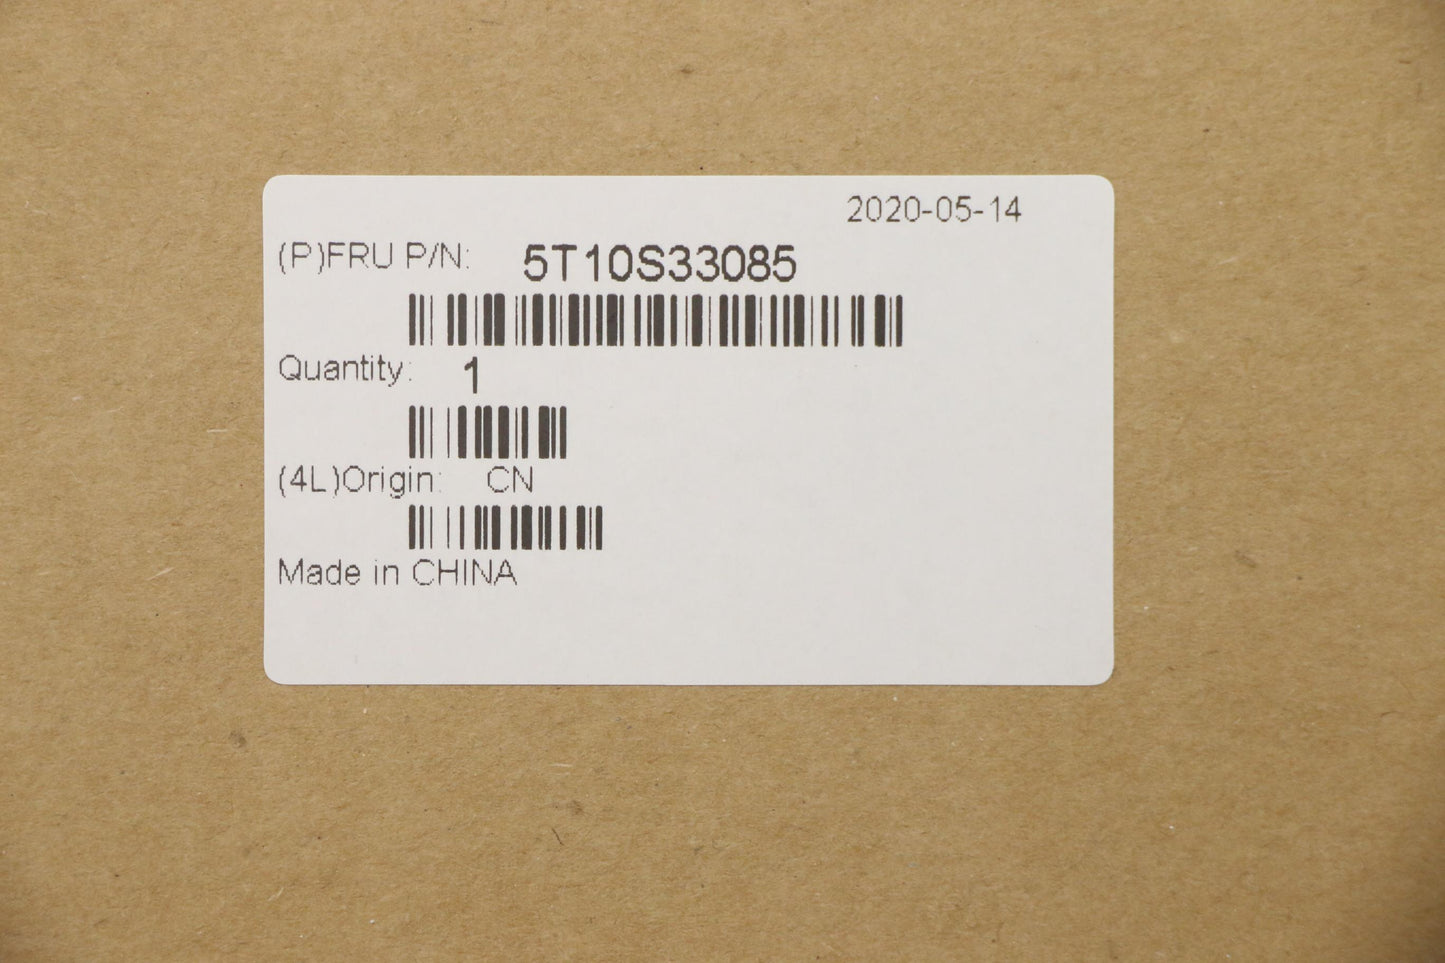 2020-05-14
(P)FRU P/N: 5T10S33085
Quantity: 1
(4L)Origin: CN
Made in CHINA